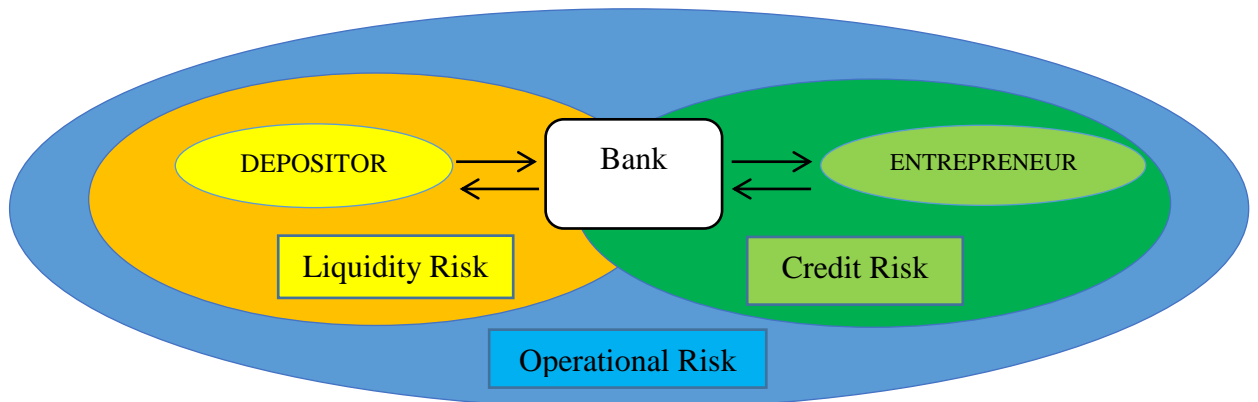 DEPOSITOR
Bank
ENTREPRENEUR
Liquidity Risk
Credit Risk
Operational Risk